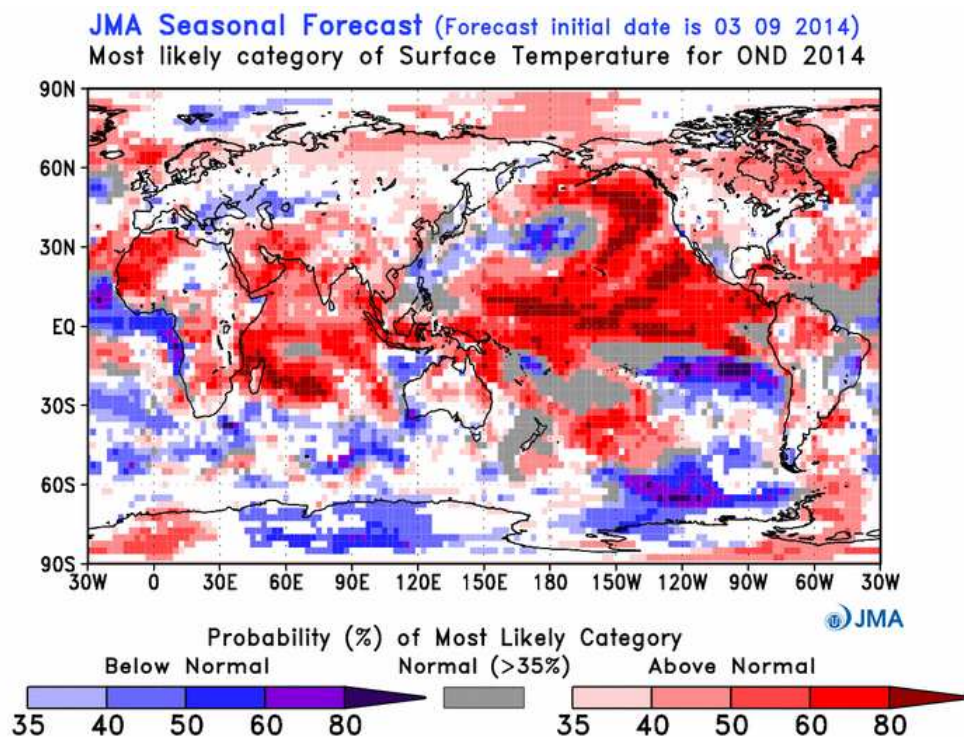 JMA Seasonal Forecast (Forecast initial date is 03 09 2014)
Most likely category of Surface Temperature for OND 2014
90N
60N
30N
EQ
30S
60S
90S
30W 0 30E 60E 90E 120E 150E 180 150W 120W 90W 60W 30W
JMA
Probability (%) of Most Likely Category
Below Normal Normal (>35%) Above Normal
35 40 50 60 80 35 40 50 60 80